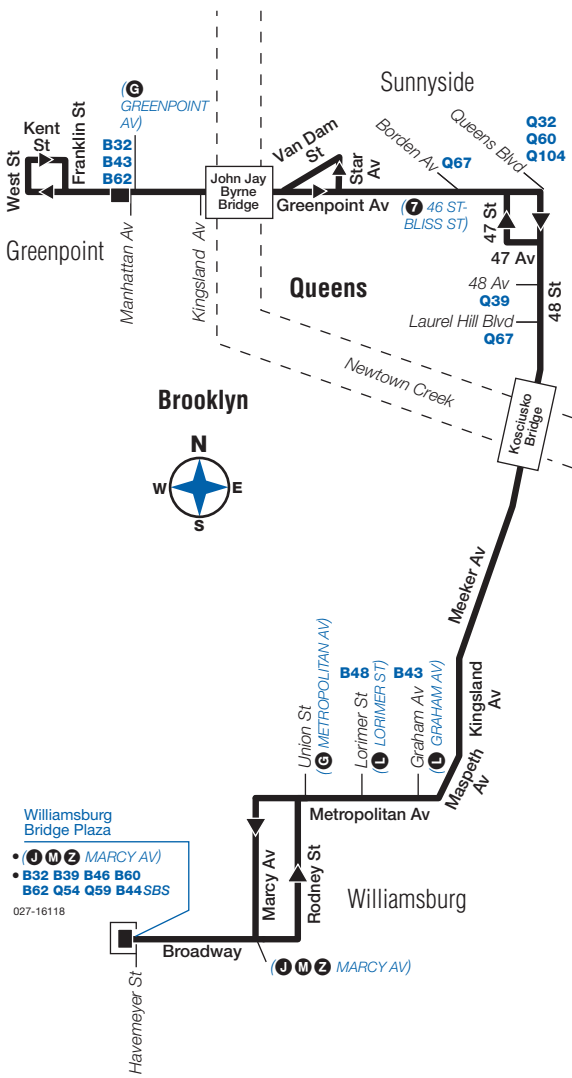 Sunnyside
(G
GREENPOINT
AV)
Kent
St
Franklin St
West St
B32
B43
B62
Van Dam
St
Star
Av
Borden Av
Q67
Queens Blvd
Q32
Q60
Q104
John Jay
Byrne
Bridge
Greenpoint Av
(7 46 ST-
BLISS ST)
47 St
47 Av
Greenpoint
Manhattan Av
Kingsland Av
Queens
48 Av
Q39
48 St
Laurel Hill Blvd
Q67
Newtown Creek
Kosciusko
Bridge
Brooklyn
N
W
E
S
Meeker Av
Kingsland
Av
Maspeth
Av
Union St
(G METROPOLITAN AV)
B48
Lorimer St
(L LORIMER ST)
B43
Graham Av
(L GRAHAM AV)
Metropolitan Av
Williamsburg
Bridge Plaza
• (J M Z MARCY AV)
• B32 B39 B46 B60
B62 Q54 Q59 B44SBS
027-16118
Marcy Av
Rodney St
Williamsburg
Broadway
(J M Z MARCY AV)
Havemeyer St